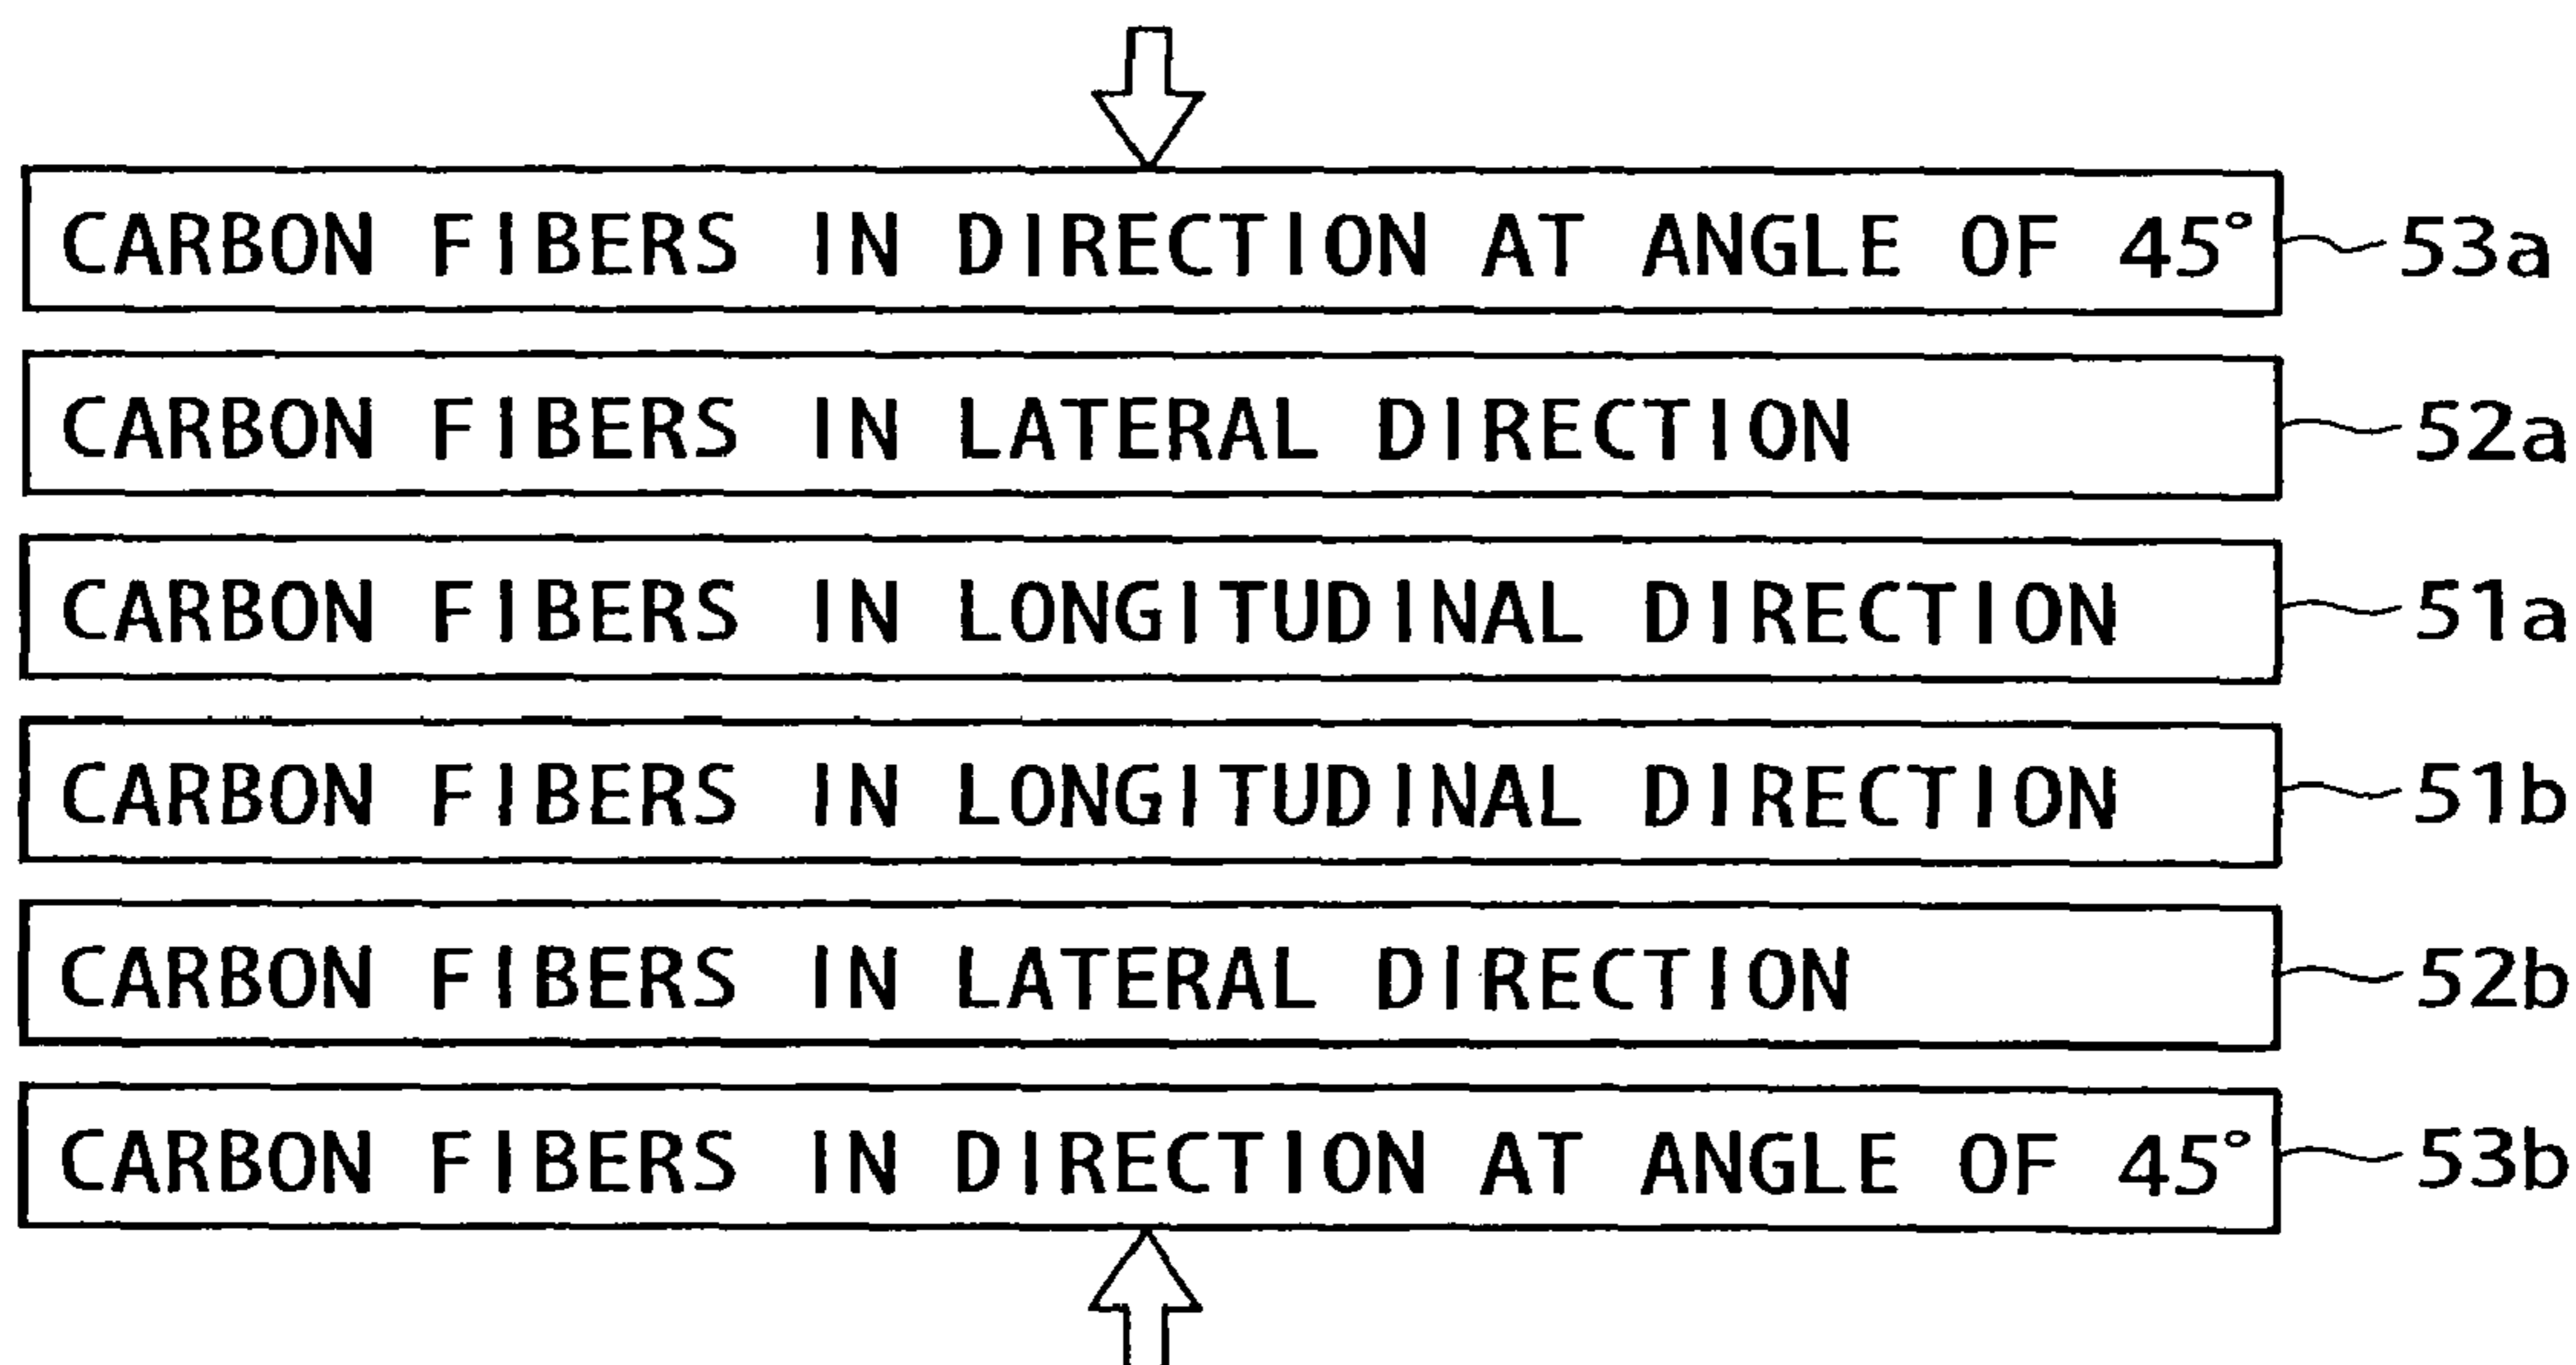 CARBON FIBERS IN DIRECTION AT ANGLE OF 45° 53a
CARBON FIBERS IN LATERAL DIRECTION 52a
CARBON FIBERS IN LONGITUDINAL DIRECTION 51a
CARBON FIBERS IN LONGITUDINAL DIRECTION 51b
CARBON FIBERS IN LATERAL DIRECTION 52b
CARBON FIBERS IN DIRECTION AT ANGLE OF 45° 53b